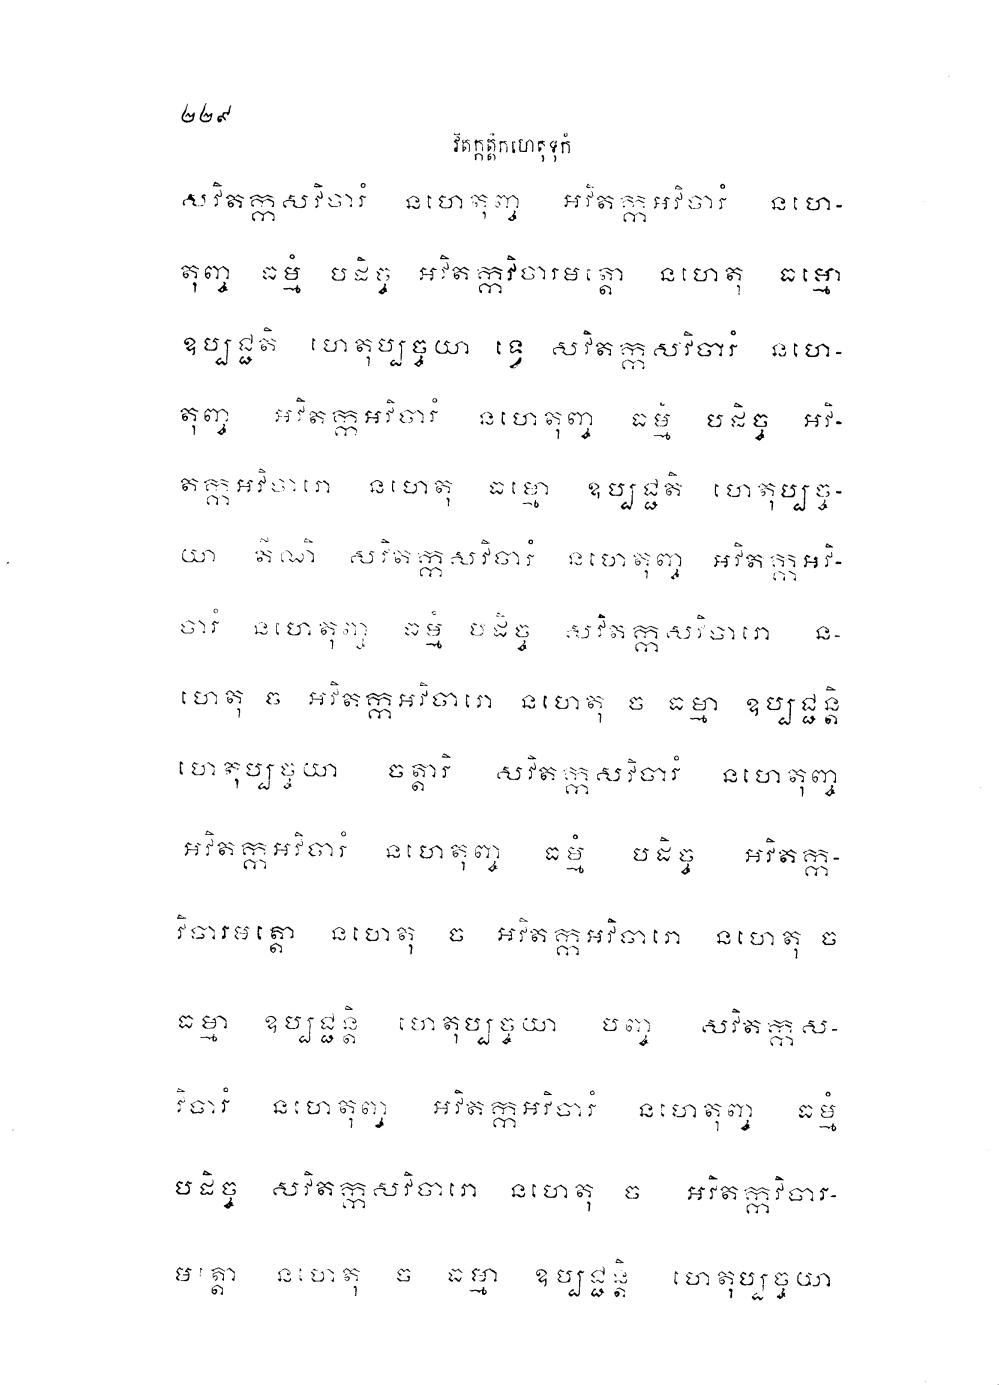 ២២៩
វិតក្កត្តិកហេតុទុកំ
សវិតក្កសវិចារំ នហេតុញ្ច អវិតក្កអវិចារំ នហេ-
តុញ្ច ធម្មំ បដិច្ច អវិតក្កវិចារមត្តោ នហេតុ ធម្មោ
ឧប្បជ្ជតិ ហេតុប្បច្ចយា ទ្វេ សវិតក្កសវិចារំ នហេ-
តុញ្ច អវិតក្កអវិចារំ នហេតុញ្ច ធម្មំ បដិច្ច អវិ-
តក្កអវិចារោ នហេតុ ធម្មោ ឧប្បជ្ជតិ ហេតុប្បច្ច-
យា តីណិ សវិតក្កសវិចារំ នហេតុញ្ច អវិតក្កអវិ-
ចារំ នហេតុញ្ច ធម្មំ បដិច្ច សវិតក្កសវិចារោ ន-
ហេតុ ច អវិតក្កអវិចារោ នហេតុ ច ធម្មា ឧប្បជ្ជន្តិ
ហេតុប្បច្ចយា ចត្តារិ សវិតក្កសវិចារំ នហេតុញ្ច
អវិតក្កអវិចារំ នហេតុញ្ច ធម្មំ បដិច្ច អវិតក្ក-
វិចារមត្តោ នហេតុ ច អវិតក្កអវិចារោ នហេតុ ច
ធម្មា ឧប្បជ្ជន្តិ ហេតុប្បច្ចយា បញ្ច សវិតក្កស-
វិចារំ នហេតុញ្ច អវិតក្កអវិចារំ នហេតុញ្ច ធម្មំ
បដិច្ច សវិតក្កសវិចារោ នហេតុ ច អវិតក្កវិចារ-
មត្តោ នហេតុ ច ធម្មា ឧប្បជ្ជន្តិ ហេតុប្បច្ចយា